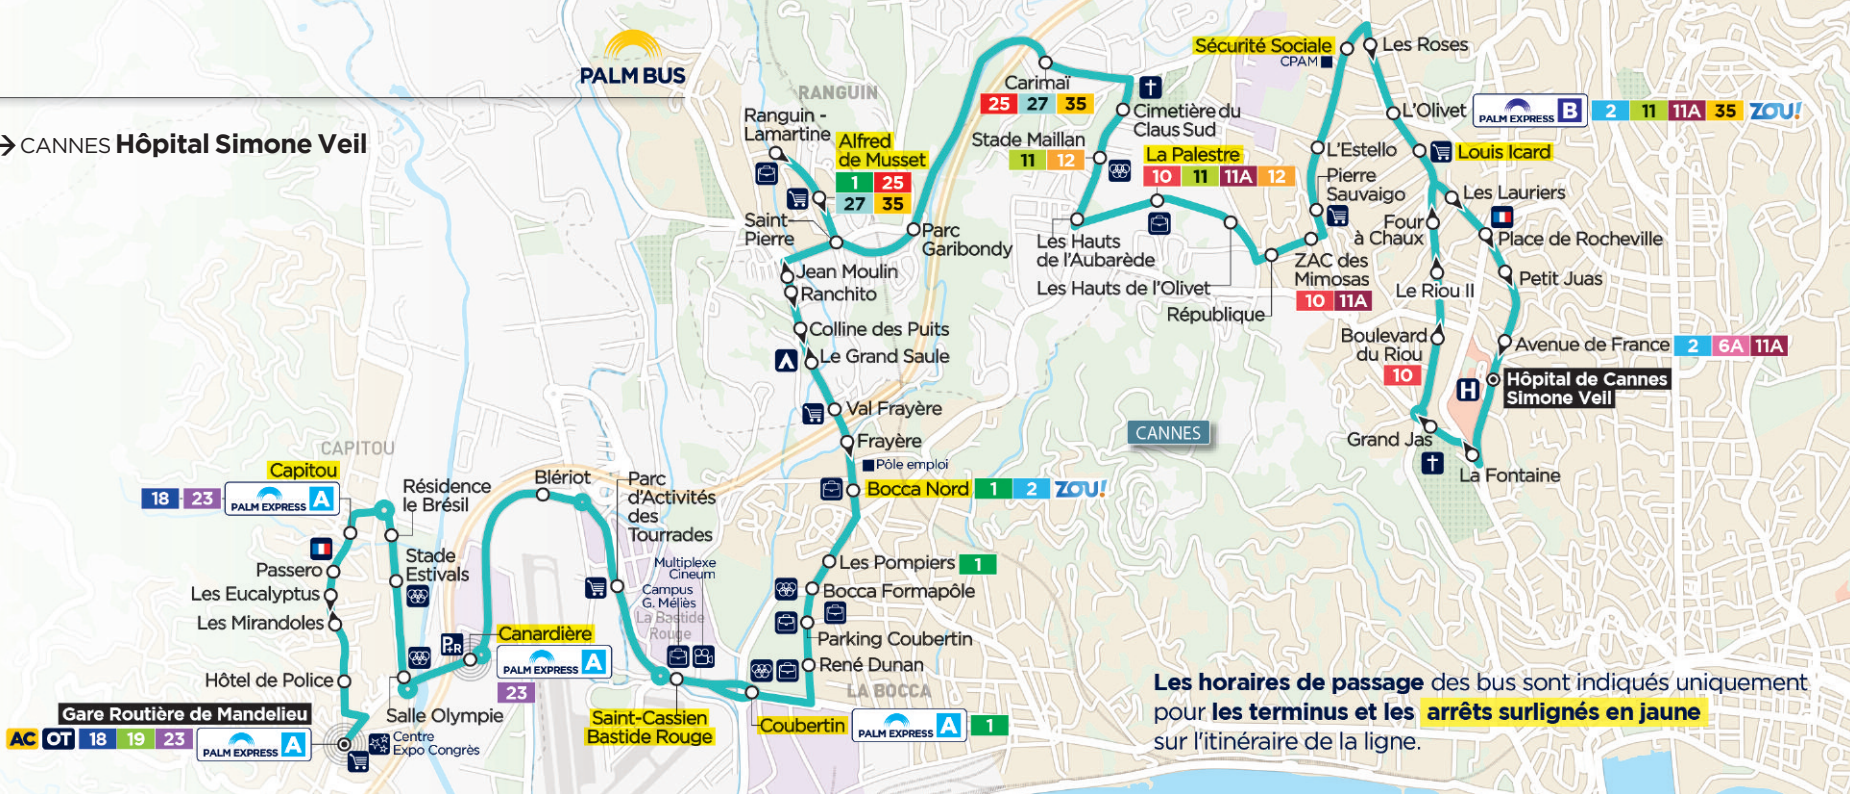 PALM BUS
CANNES Hôpital Simone Veil
RANGUIN
Ranguin -
Lamartine
Alfred
de Musset
1 25
27 35
Saint-
Pierre
Parc
Garibondy
Carimaï
25 27 35
Cimetière du
Claus Sud
Stade Maillan
11 12
La Palestre
10 11 11A 12
Les Hauts
de l'Aubarède
Les Hauts de l'Olivet
République
ZAC des
Mimosas
10 11A
Pierre
Sauvaigo
L'Estello
Sécurité Sociale
CPAM
Les Roses
L'Olivet
PALM EXPRESS B 2 11 11A 35 ZOU!
Louis Icard
Les Lauriers
Four
à Chaux
Place de Rocheville
Petit Juas
Le Riou II
Boulevard
du Riou
10
Avenue de France 2 6A 11A
H
Hôpital de Cannes
Simone Veil
Grand Jas
La Fontaine
CANNES
Jean Moulin
Ranchito
Colline des Puits
Le Grand Saule
Val Frayère
Frayère
Pôle emploi
Bocca Nord 1 2 ZOU!
Les Pompiers 1
Bocca Formapôle
Parking Coubertin
René Dunan
LA BOCCA
Coubertin PALM EXPRESS A 1
Saint-Cassien
Bastide Rouge
Multiplexe
Cineum
Campus
G. Méliès
La Bastide
Rouge
Parc
d'Activités
des
Tourrades
Blériot
P+R
Canardière
PALM EXPRESS A
23
CAPITOU
Capitou
18 23 PALM EXPRESS A
Résidence
le Brésil
Stade
Estivals
Passero
Les Eucalyptus
Les Mirandoles
Hôtel de Police
Salle Olympie
Gare Routière de Mandelieu
AC OT 18 19 23 PALM EXPRESS A
Centre
Expo Congrès
Les horaires de passage des bus sont indiqués uniquement
pour les terminus et les arrêts surlignés en jaune
sur l'itinéraire de la ligne.